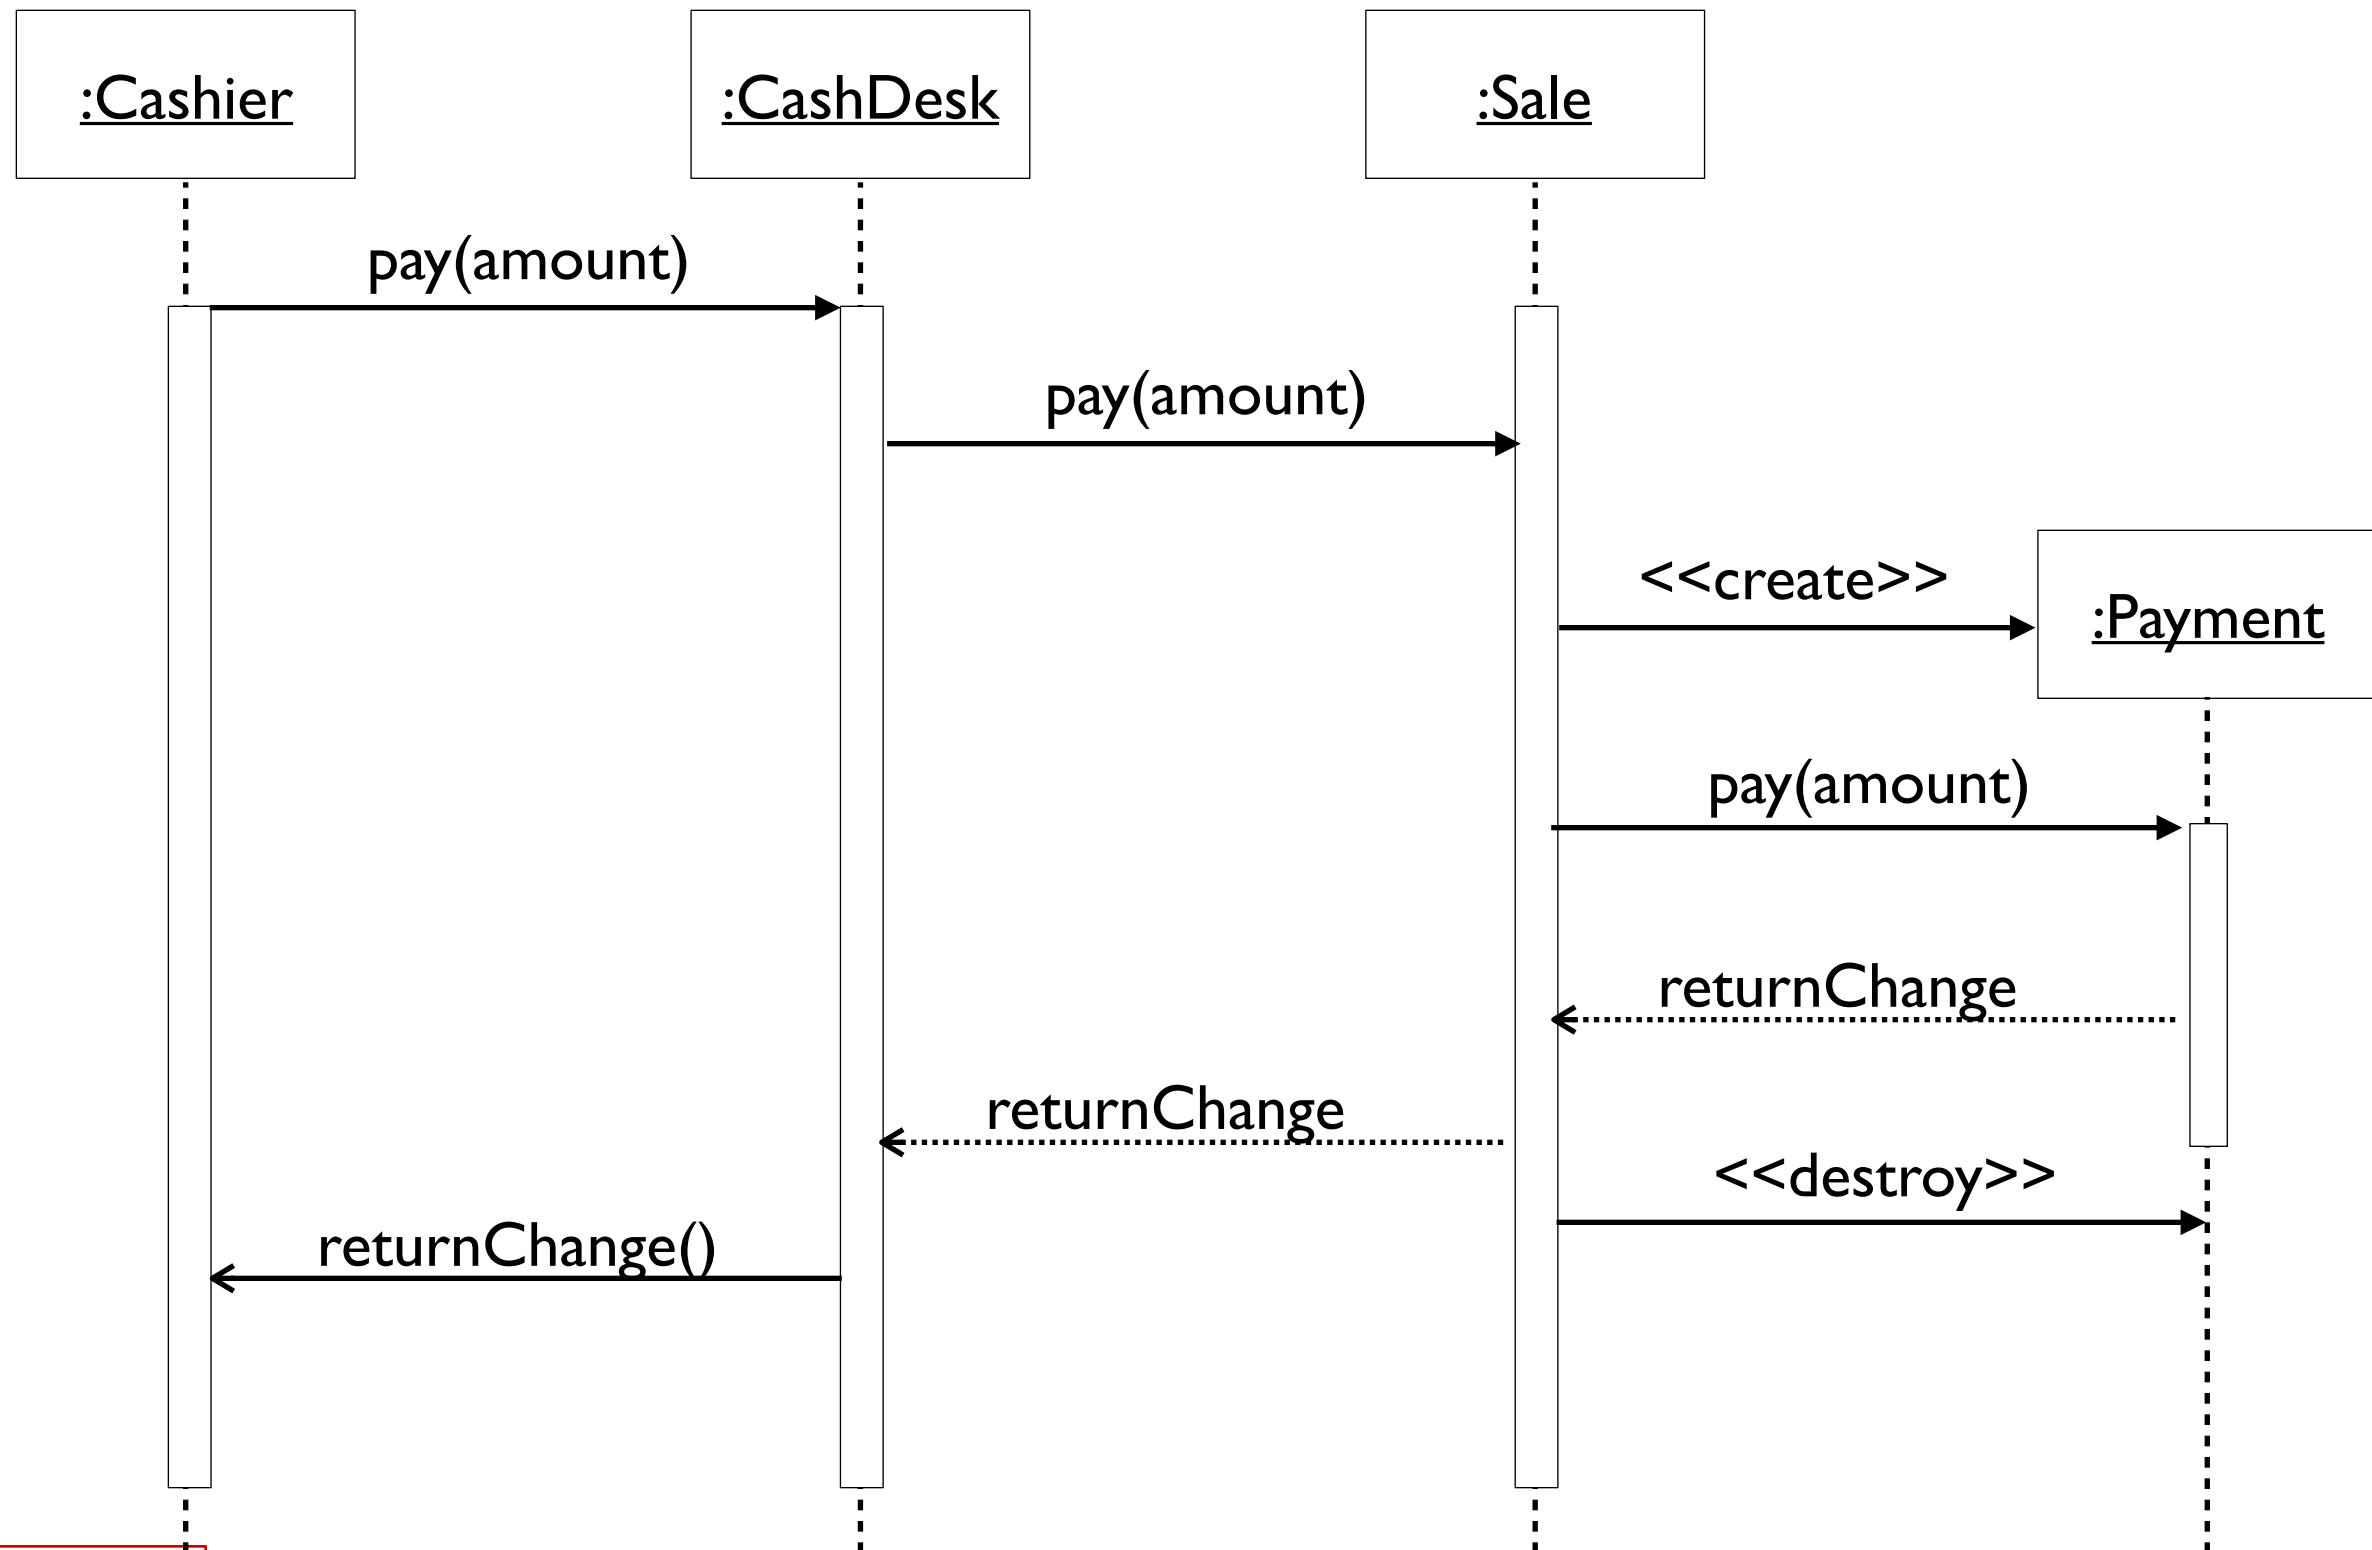 :Cashier
:CashDesk
:Sale
pay(amount)
pay(amount)
<<create>>
:Payment
pay(amount)
returnChange
returnChange
<<destroy>>
returnChange()